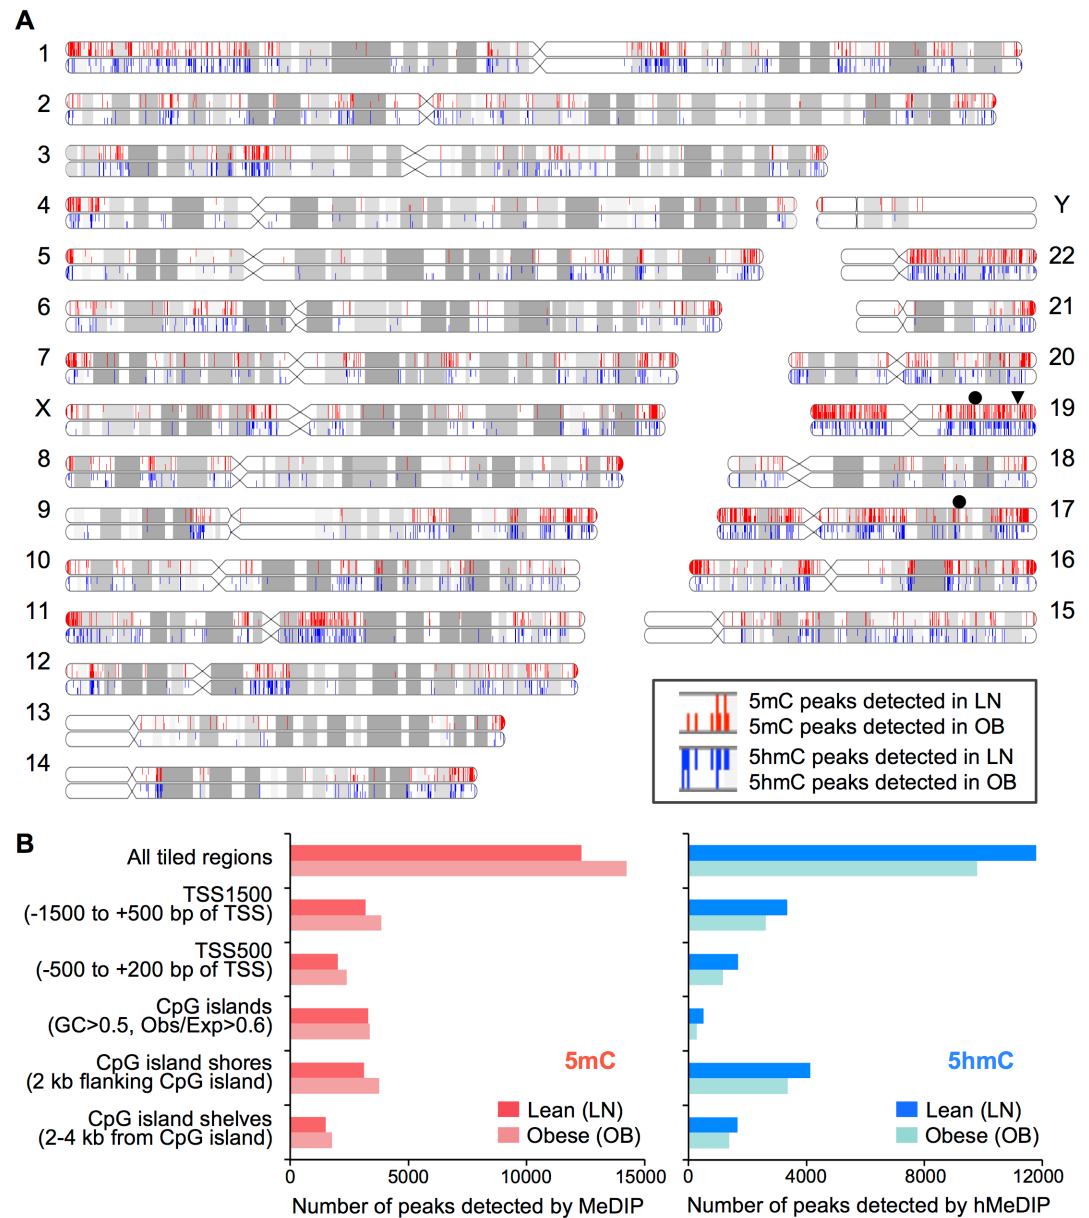 A
1
2
3
4
Y
5
22
6
21
7
20
X
19
8
18
9
17
10
16
11
15
12
13
14
5mC peaks detected in LN
5mC peaks detected in OB
5hmC peaks detected in LN
5hmC peaks detected in OB
B
All tiled regions
TSS1500
(-1500 to +500 bp of TSS)
TSS500
(-500 to +200 bp of TSS)
CpG islands
(GC>0.5, Obs/Exp>0.6)
CpG island shores
(2 kb flanking CpG island)
CpG island shelves
(2-4 kb from CpG island)
5mC
Lean (LN)
Obese (OB)
0 5000 10000 15000
Number of peaks detected by MeDIP
5hmC
Lean (LN)
Obese (OB)
0 4000 8000 12000
Number of peaks detected by hMeDIP